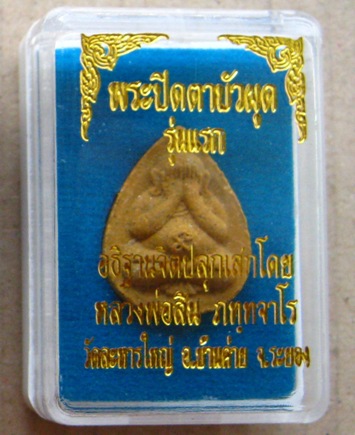 พระปิดตาบัวผุด
รุ่นแรก
อธิฐานจิตปลุกเสกโดย
หลวงพ่อสิน ภทฺทจาโร
วัดละหารใหญ่ อ.บ้านค่าย จ.ระยอง